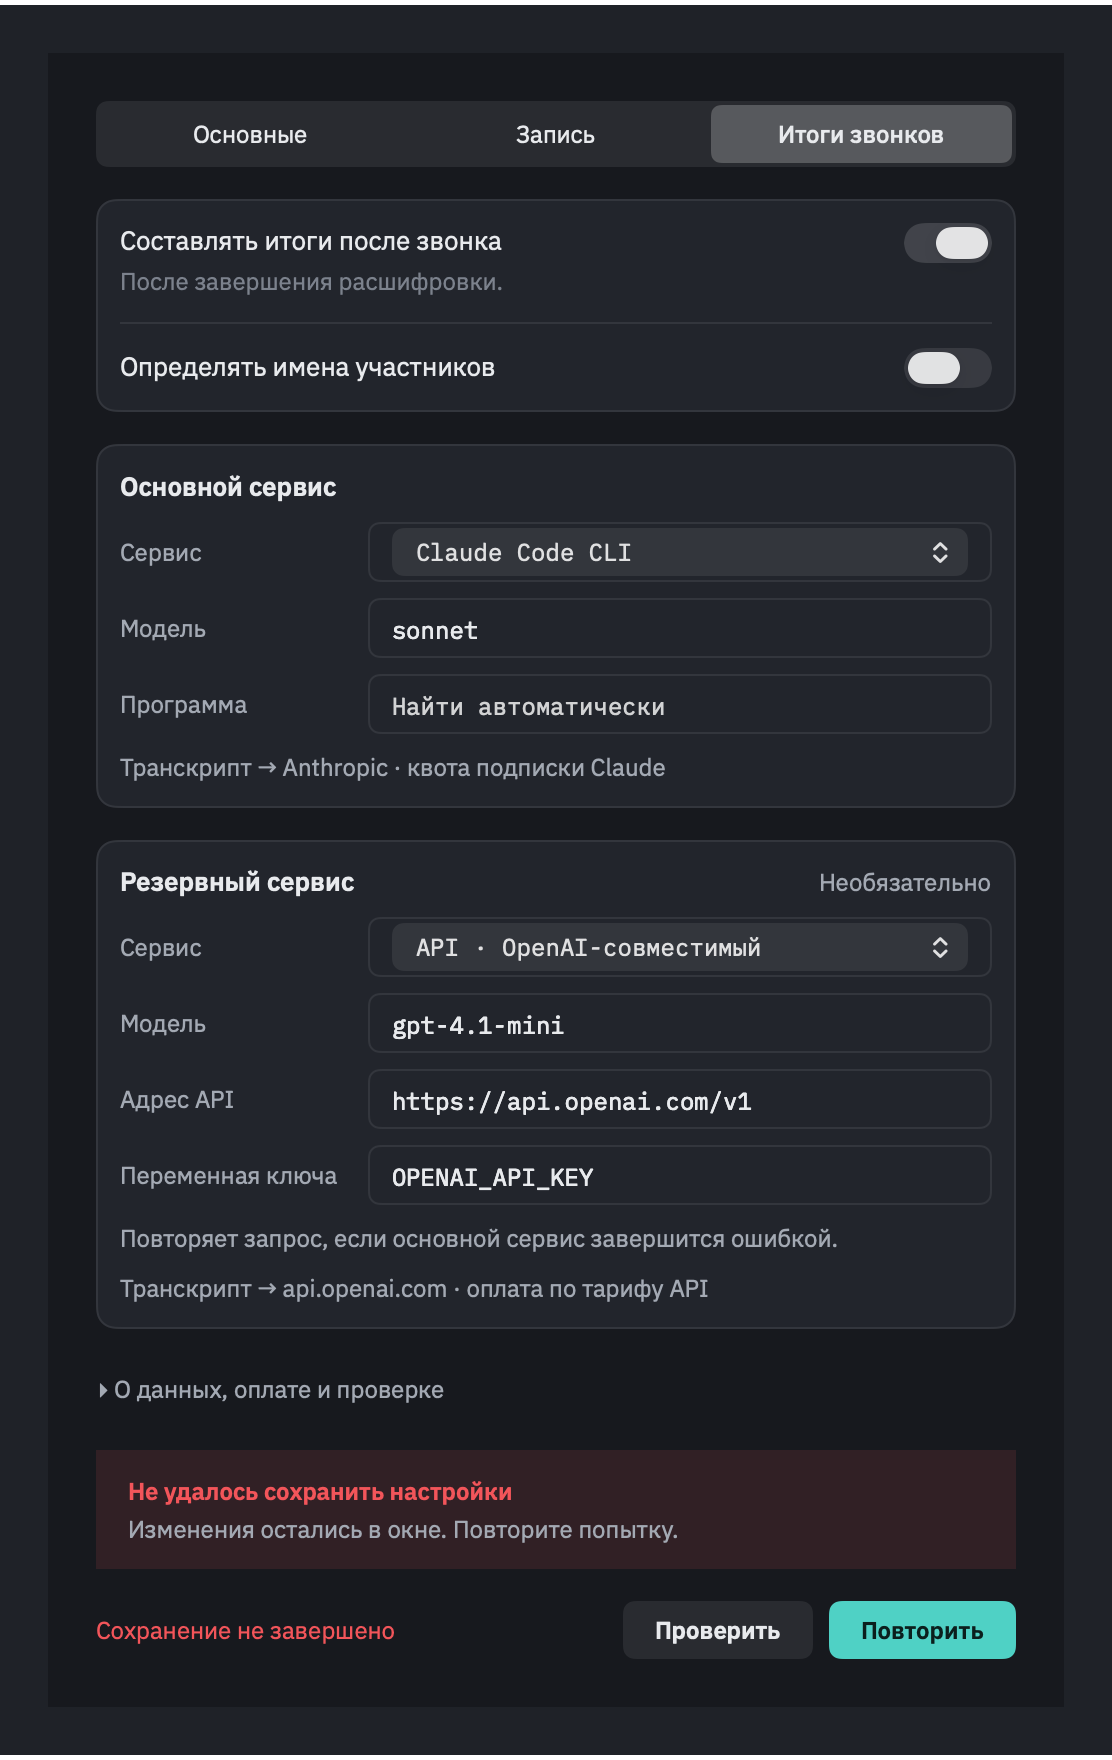 Основные Запись Итоги звонков
Составлять итоги после звонка
После завершения расшифровки.
Определять имена участников
Основной сервис
Сервис Claude Code CLI
Модель sonnet
Программа Найти автоматически
Транскрипт → Anthropic · квота подписки Claude
Резервный сервис Необязательно
Сервис API · OpenAI-совместимый
Модель gpt-4.1-mini
Адрес API https://api.openai.com/v1
Переменная ключа OPENAI_API_KEY
Повторяет запрос, если основной сервис завершится ошибкой.
Транскрипт → api.openai.com · оплата по тарифу API
О данных, оплате и проверке
Не удалось сохранить настройки
Изменения остались в окне. Повторите попытку.
Сохранение не завершено Проверить Повторить